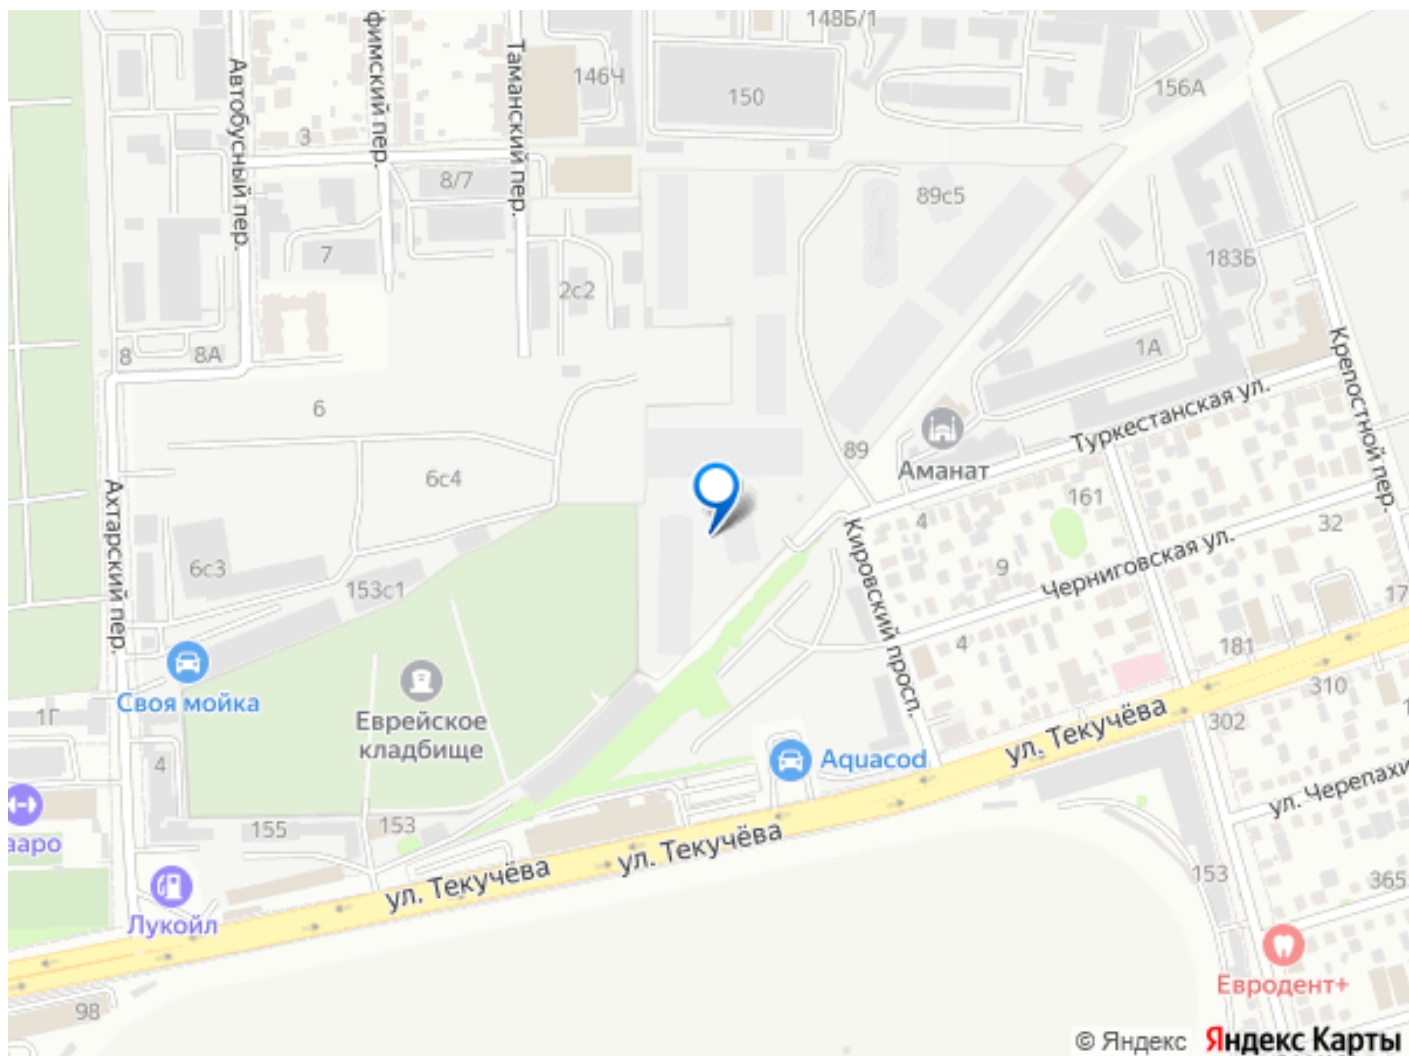 148Б/1
фимский пер.
Автобусный пер.
Таманский пер.
146Ч
150
156А
3
8/7
89с5
7
2с2
183Б
8
8А
1А
Крепостной пер.
6
Туркестанская ул.
89
Аманат
6с4
161
Ахтарский пер.
4
32
Кировский просп.
9
Черниговская ул.
6с3
153с1
17
4
181
Своя мойка
1Г
Еврейское
кладбище
310
302
ул. Текучёва
4
Aquacod
ул. Черепахи
ааро
155
153
ул. Текучёва
ул. Текучёва
153
365
Лукойл
Евродент+
98
© Яндекс Яндекс Карты